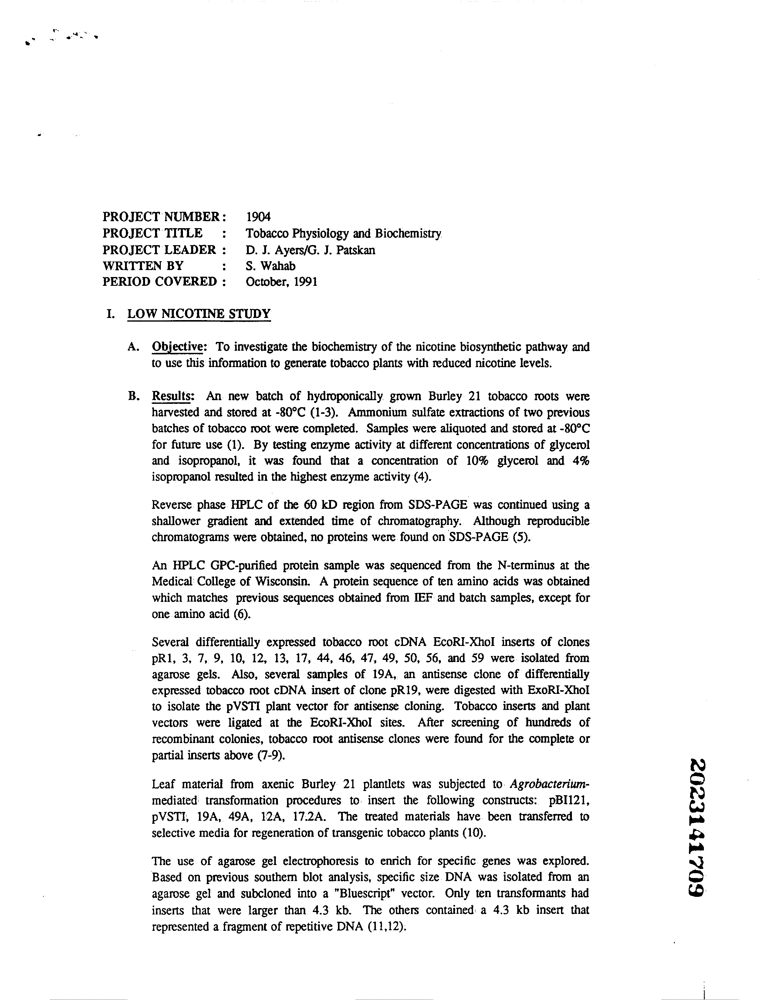 PROJECT NUMBER : 1904
PROJECT TITLE : Tobacco Physiology and Biochemistry
PROJECT LEADER : D. J. Ayers/G. J. Patskan
WRITTEN BY : S. Wahab
PERIOD COVERED : October, 1991
I. LOW NICOTINE STUDY
A. Objective: To investigate the biochemistry of the nicotine biosynthetic pathway and
to use this information to generate tobacco plants with reduced nicotine levels.
B. Results: An new batch of hydroponically grown Burley 21 tobacco roots were
harvested and stored at -80°C (1-3). Ammonium sulfate extractions of two previous
batches of tobacco root were completed. Samples were aliquoted and stored at -80°C
for future use (1). By testing enzyme activity at different concentrations of glycerol
and isopropanol, it was found that a concentration of 10% glycerol and 4%
isopropanol resulted in the highest enzyme activity (4).
Reverse phase HPLC of the 60 kD region from SDS-PAGE was continued using a
shallower gradient and extended time of chromatography. Although reproducible
chromatograms were obtained, no proteins were found on SDS-PAGE (5).
An HPLC GPC-purified protein sample was sequenced from the N-terminus at the
Medical College of Wisconsin. A protein sequence of ten amino acids was obtained
which matches previous sequences obtained from IEF and batch samples, except for
one amino acid (6).
Several differentially expressed tobacco root cDNA EcoRI-XhoI inserts of clones
pR1, 3, 7, 9, 10, 12, 13, 17, 44, 46, 47, 49, 50, 56, and 59 were isolated from
agarose gels. Also, several samples of 19A, an antisense clone of differentially
expressed tobacco root cDNA insert of clone pR19, were digested with ExoRI-XhoI
to isolate the pVSTI plant vector for antisense cloning. Tobacco inserts and plant
vectors were ligated at the EcoRI-XhoI sites. After screening of hundreds of
recombinant colonies, tobacco root antisense clones were found for the complete or
partial inserts above (7-9).
Leaf material from axenic Burley 21 plantlets was subjected to Agrobacterium-
mediated transformation procedures to insert the following constructs: pBI121,
pVSTI, 19A, 49A, 12A, 17.2A. The treated materials have been transferred to
selective media for regeneration of transgenic tobacco plants (10).
The use of agarose gel electrophoresis to enrich for specific genes was explored.
Based on previous southern blot analysis, specific size DNA was isolated from an
agarose gel and subcloned into a "Bluescript" vector. Only ten transformants had
inserts that were larger than 4.3 kb. The others contained a 4.3 kb insert that
represented a fragment of repetitive DNA (11,12).
2023141709